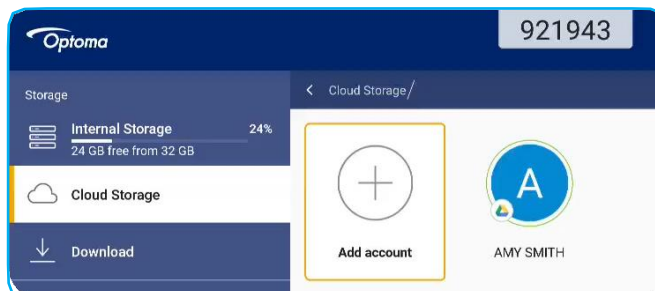 Optoma
921943
Storage
Cloud Storage/
Internal Storage 24%
24 GB free from 32 GB
Cloud Storage
Download
A
Add account
AMY SMITH